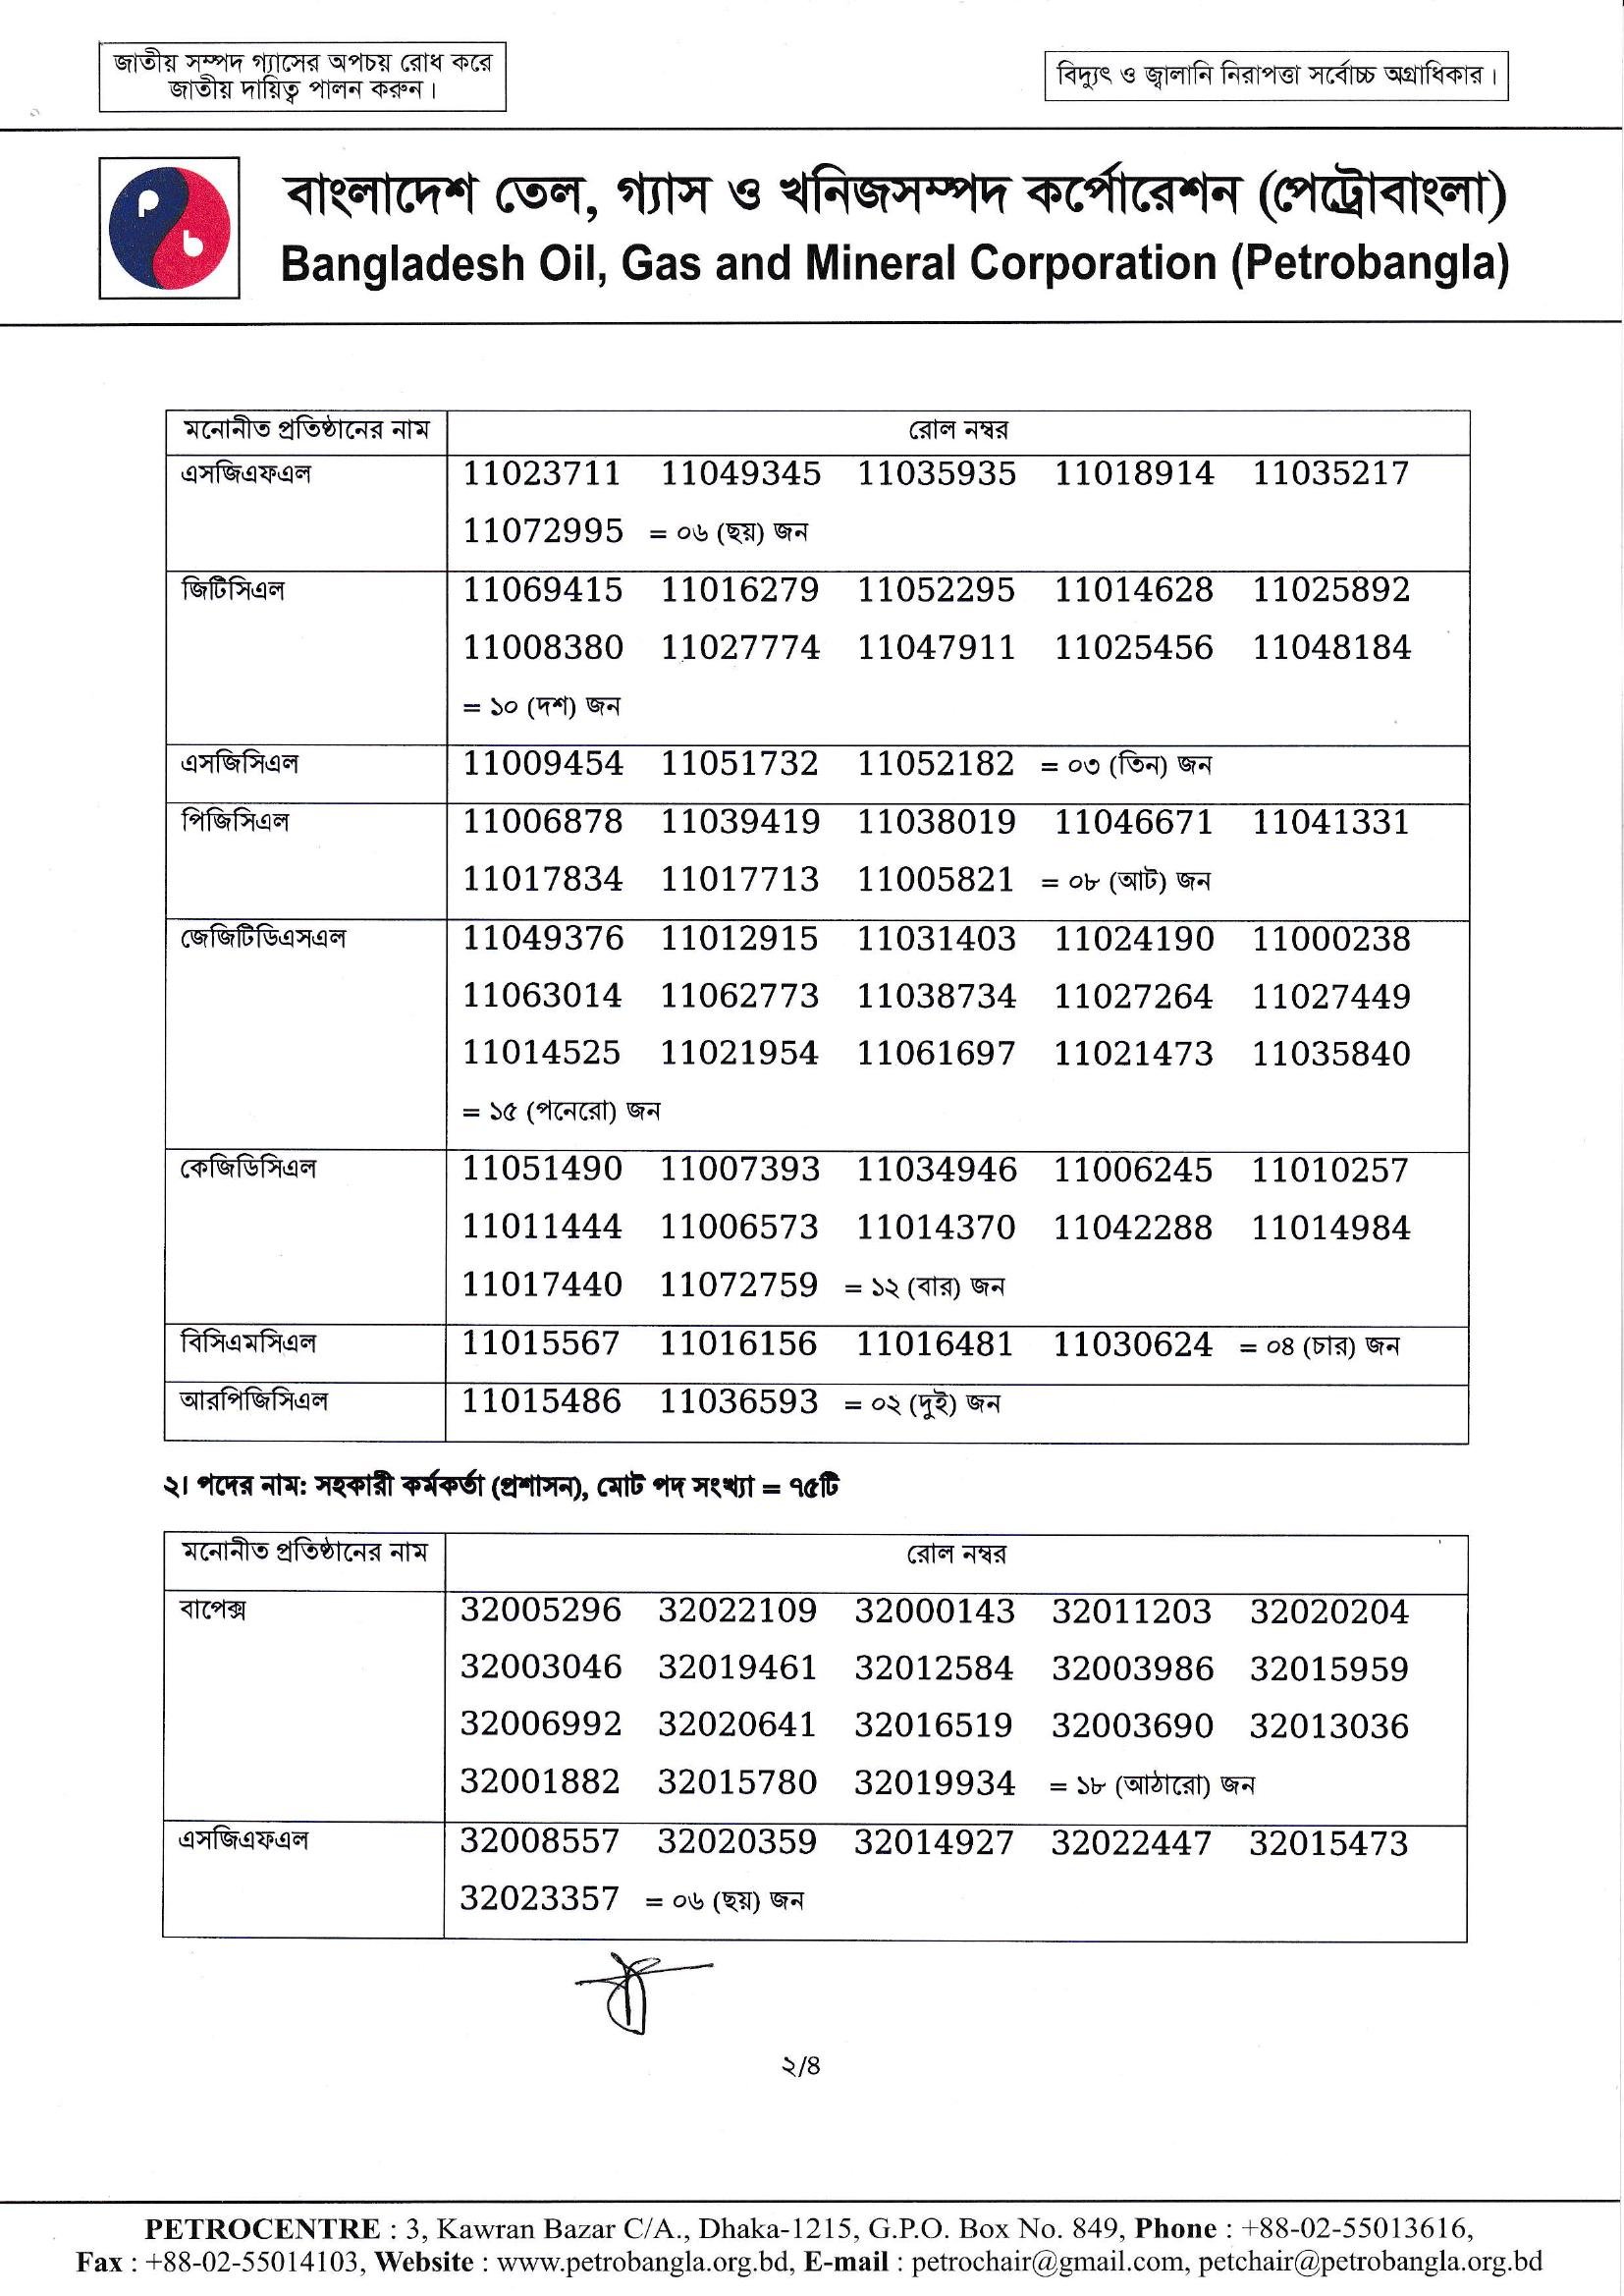 জাতীয় সম্পদ গ্যাসের অপচয় রোধ করে
জাতীয় দায়িত্ব পালন করুন।
বিদ্যুৎ ও জ্বালানি নিরাপত্তা সর্বোচ্চ অগ্রাধিকার।
বাংলাদেশ তেল, গ্যাস ও খনিজসম্পদ কর্পোরেশন (পেট্রোবাংলা)
Bangladesh Oil, Gas and Mineral Corporation (Petrobangla)
মনোনীত প্রতিষ্ঠানের নাম রোল নম্বর
এসজিএফএল 11023711 11049345 11035935 11018914 11035217
11072995 = ০৬ (ছয়) জন
জিটিসিএল 11069415 11016279 11052295 11014628 11025892
11008380 11027774 11047911 11025456 11048184
= ১০ (দশ) জন
এসজিসিএল 11009454 11051732 11052182 = ০৩ (তিন) জন
পিজিসিএল 11006878 11039419 11038019 11046671 11041331
11017834 11017713 11005821 = ০৮ (আট) জন
জেজিটিডিএসএল 11049376 11012915 11031403 11024190 11000238
11063014 11062773 11038734 11027264 11027449
11014525 11021954 11061697 11021473 11035840
= ১৫ (পনেরো) জন
কেজিডিসিএল 11051490 11007393 11034946 11006245 11010257
11011444 11006573 11014370 11042288 11014984
11017440 11072759 = ১২ (বার) জন
বিসিএমসিএল 11015567 11016156 11016481 11030624 = ০৪ (চার) জন
আরপিজিসিএল 11015486 11036593 = ০২ (দুই) জন
২। পদের নাম: সহকারী কর্মকর্তা (প্রশাসন), মোট পদ সংখ্যা = ৭৫টি
মনোনীত প্রতিষ্ঠানের নাম রোল নম্বর
বাপেক্স 32005296 32022109 32000143 32011203 32020204
32003046 32019461 32012584 32003986 32015959
32006992 32020641 32016519 32003690 32013036
32001882 32015780 32019934 = ১৮ (আঠারো) জন
এসজিএফএল 32008557 32020359 32014927 32022447 32015473
32023357 = ০৬ (ছয়) জন
২/৪
PETROCENTRE : 3, Kawran Bazar C/A., Dhaka-1215, G.P.O. Box No. 849, Phone : +88-02-55013616,
Fax : +88-02-55014103, Website : www.petrobangla.org.bd, E-mail : petrochair@gmail.com, petchair@petrobangla.org.bd